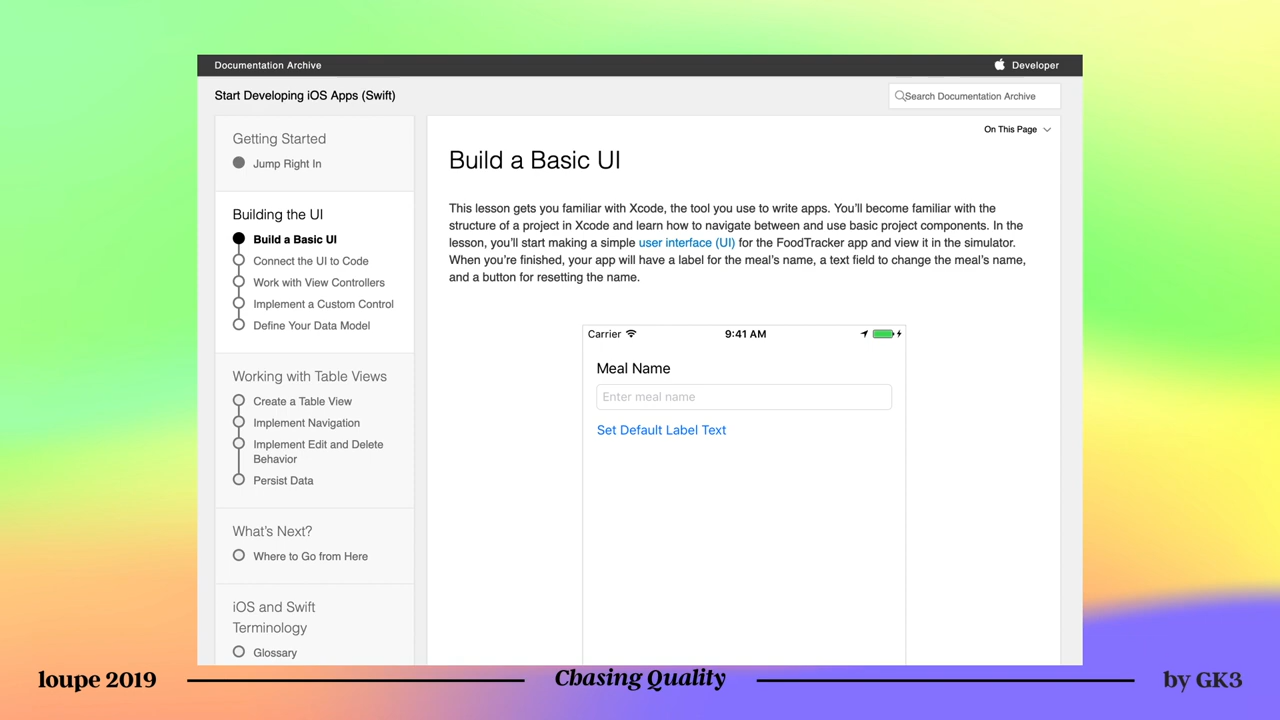 Documentation Archive
Developer
Start Developing iOS Apps (Swift)
Search Documentation Archive
Getting Started
Jump Right In
Building the UI
Build a Basic UI
Connect the UI to Code
Work with View Controllers
Implement a Custom Control
Define Your Data Model
Working with Table Views
Create a Table View
Implement Navigation
Implement Edit and Delete
Behavior
Persist Data
What's Next?
Where to Go from Here
iOS and Swift
Terminology
Glossary
On This Page
Build a Basic UI
This lesson gets you familiar with Xcode, the tool you use to write apps. You'll become familiar with the
structure of a project in Xcode and learn how to navigate between and use basic project components. In the
lesson, you'll start making a simple user interface (UI) for the FoodTracker app and view it in the simulator.
When you're finished, your app will have a label for the meal's name, a text field to change the meal's name,
and a button for resetting the name.
Carrier
9:41 AM
Meal Name
Enter meal name
Set Default Label Text
loupe 2019
Chasing Quality
by GK3